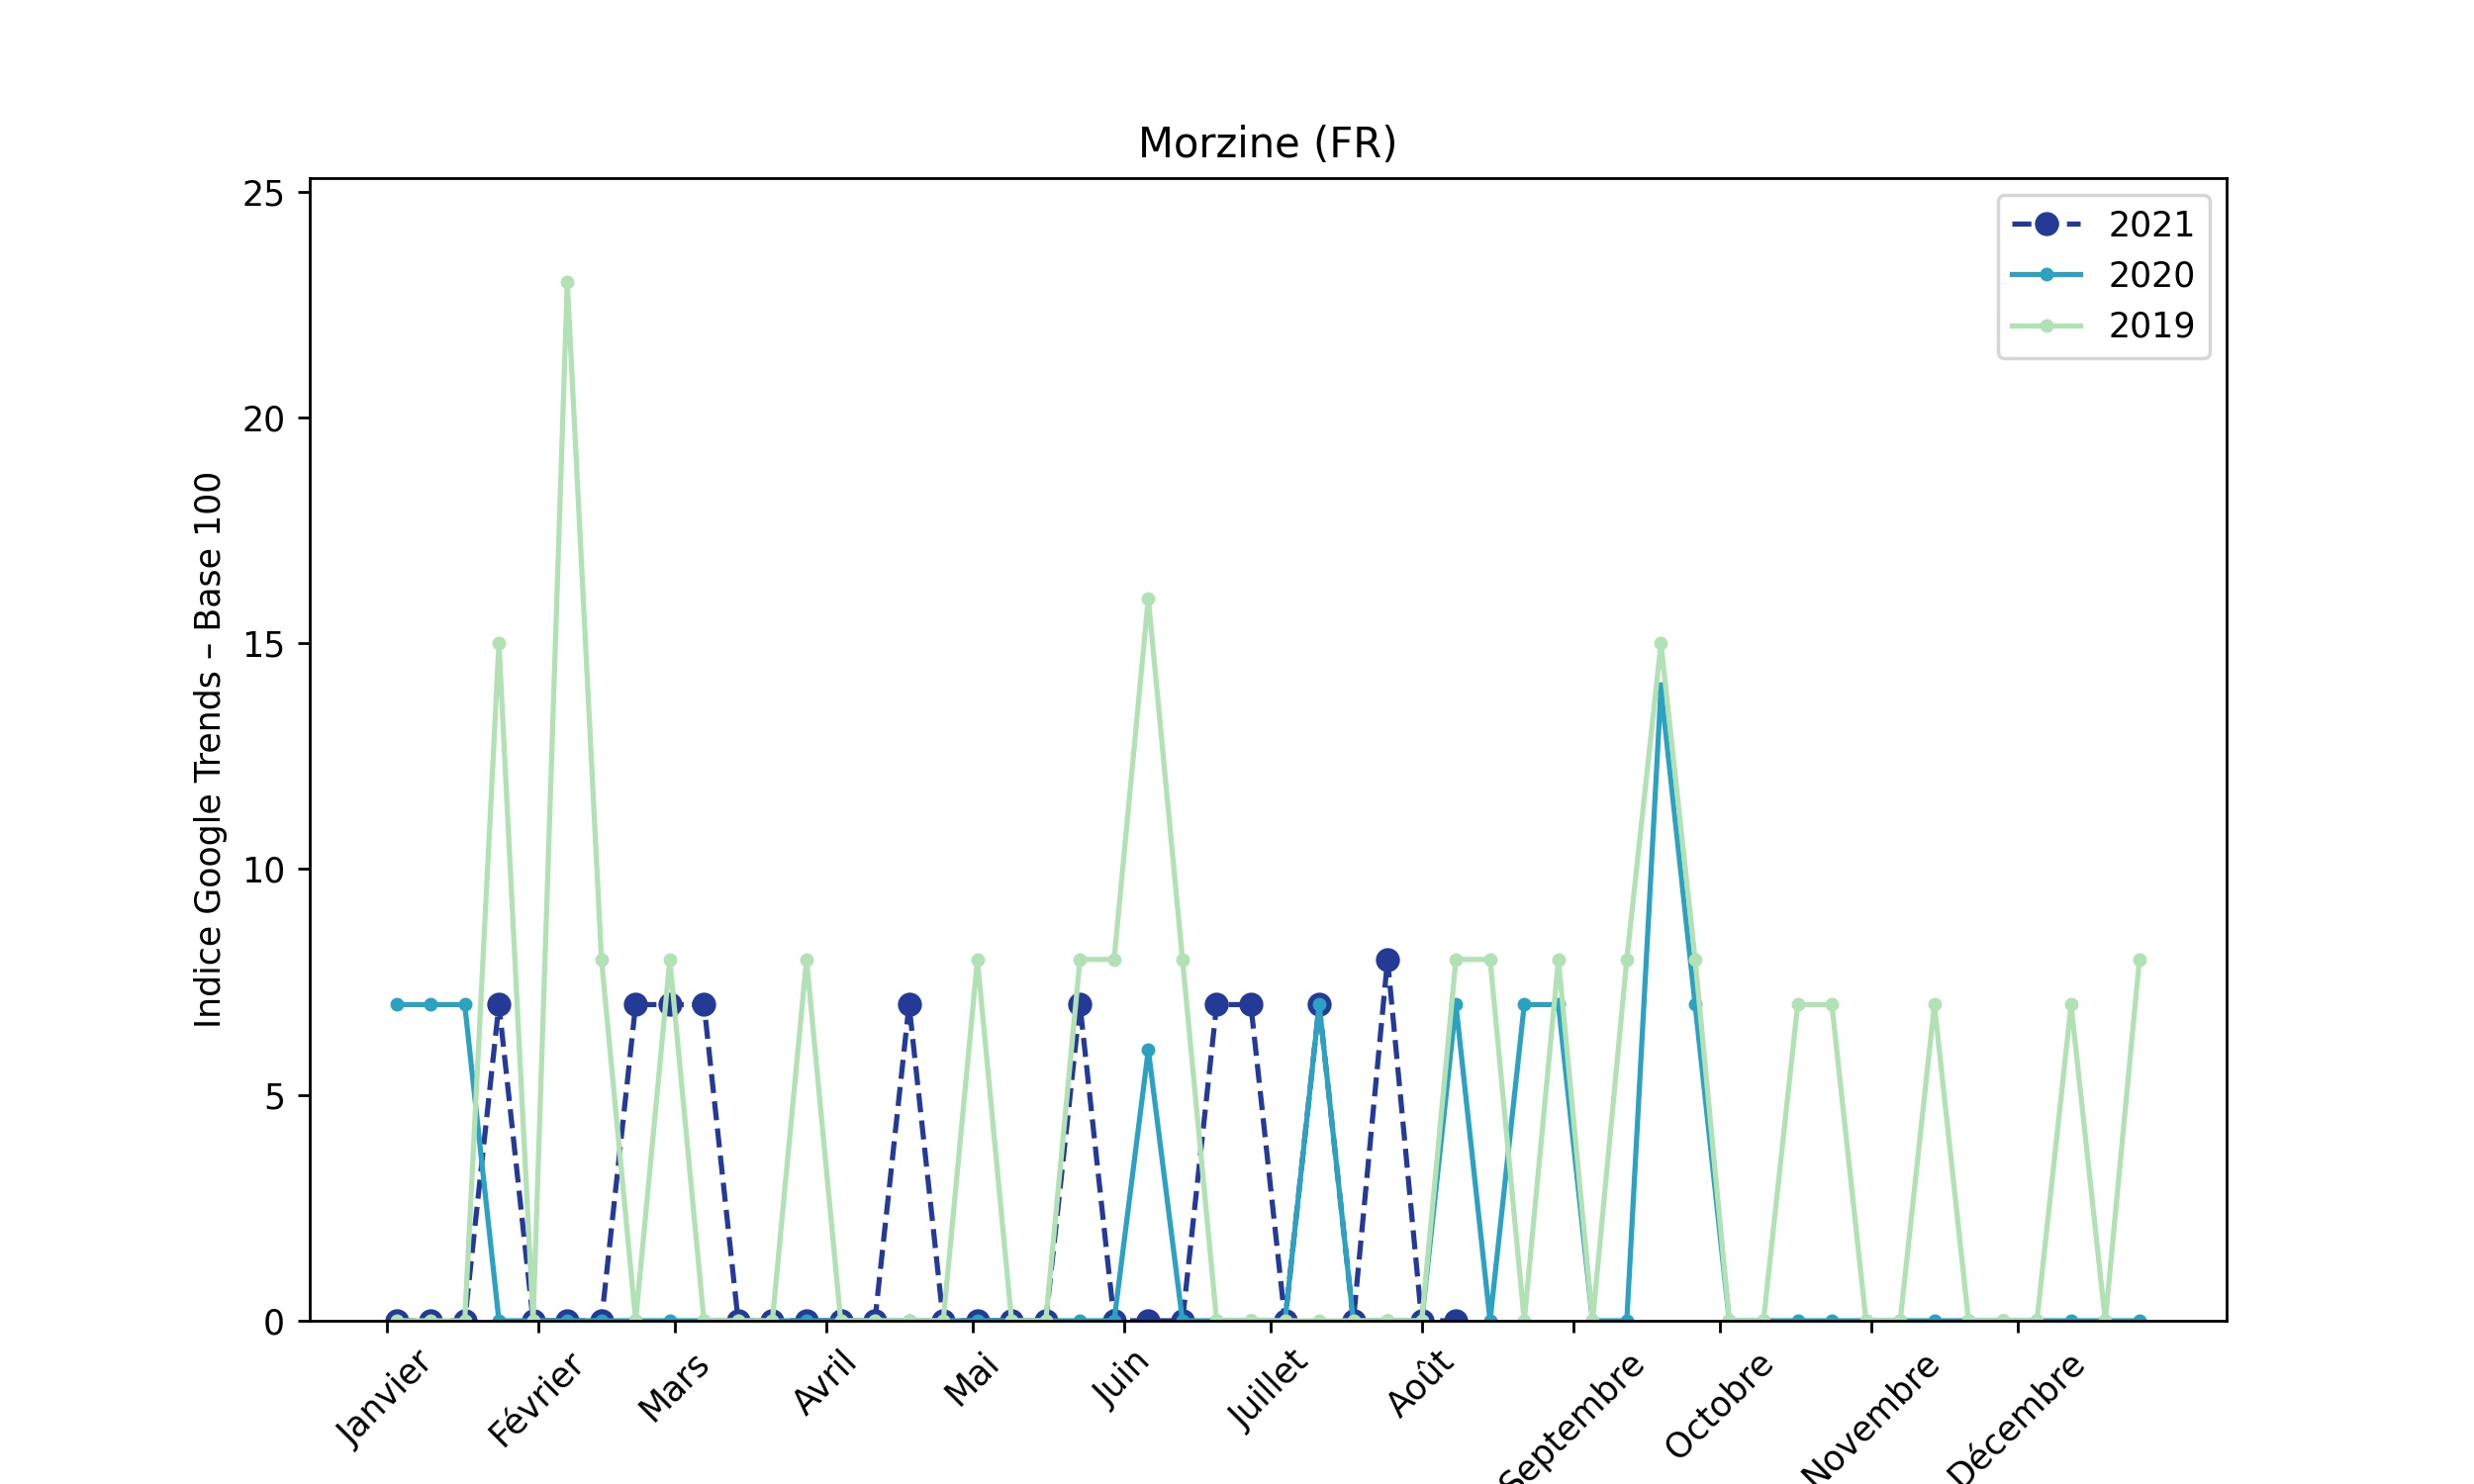 Morzine (FR)
25
20
15
10
5
0
Indice Google Trends – Base 100
2021
2020
2019
Janvier
Février
Mars
Avril
Mai
Juin
Juillet
Août
Septembre
Octobre
Novembre
Décembre